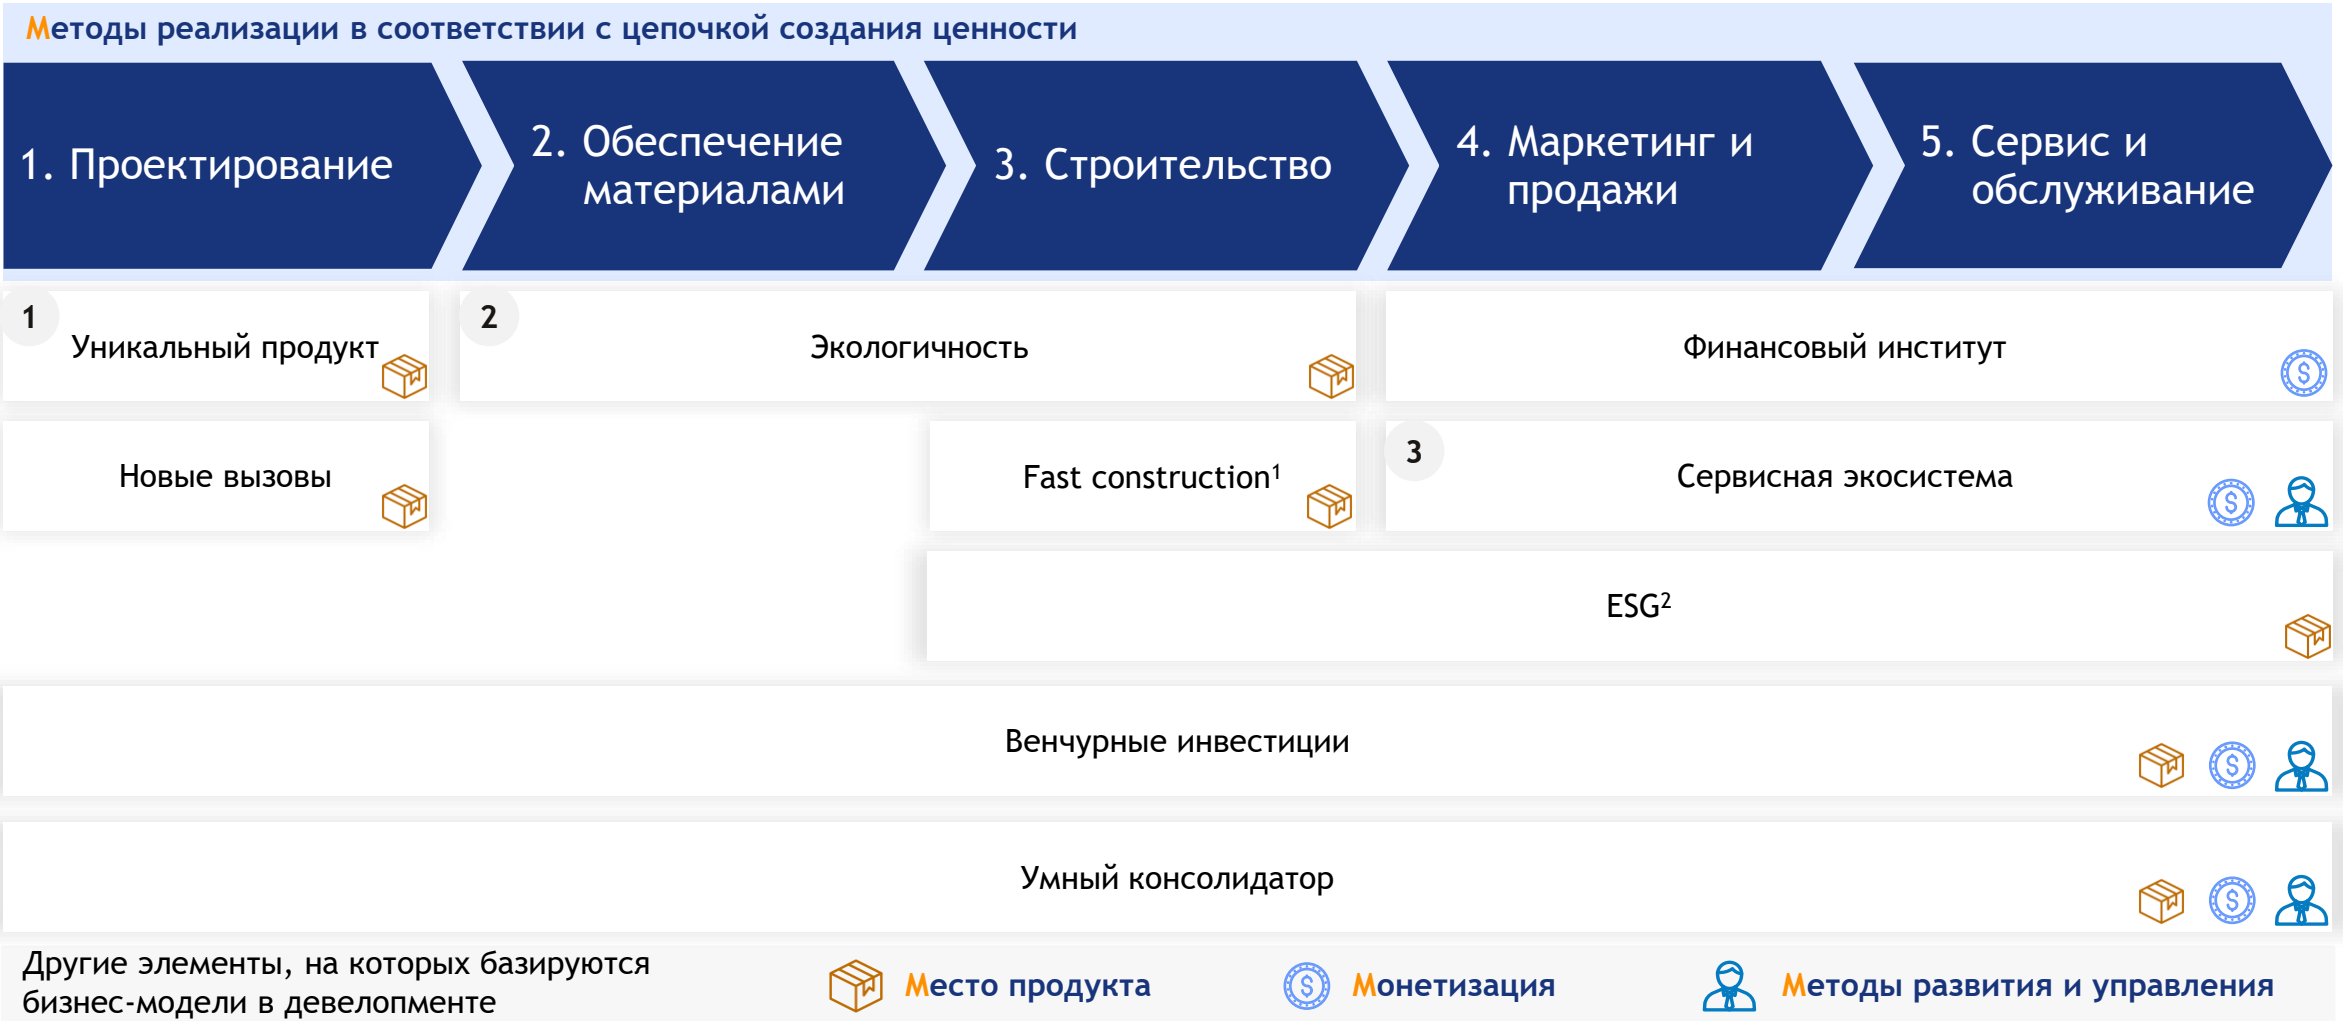 Методы реализации в соответствии с цепочкой создания ценности
1. Проектирование
2. Обеспечение
материалами
3. Строительство
4. Маркетинг и
продажи
5. Сервис и
обслуживание
1
Уникальный продукт
2
Экологичность
Финансовый институт
Новые вызовы
Fast construction¹
3
Сервисная экосистема
ESG²
Венчурные инвестиции
Умный консолидатор
Другие элементы, на которых базируются
бизнес-модели в девелопменте
Место продукта
Монетизация
Методы развития и управления